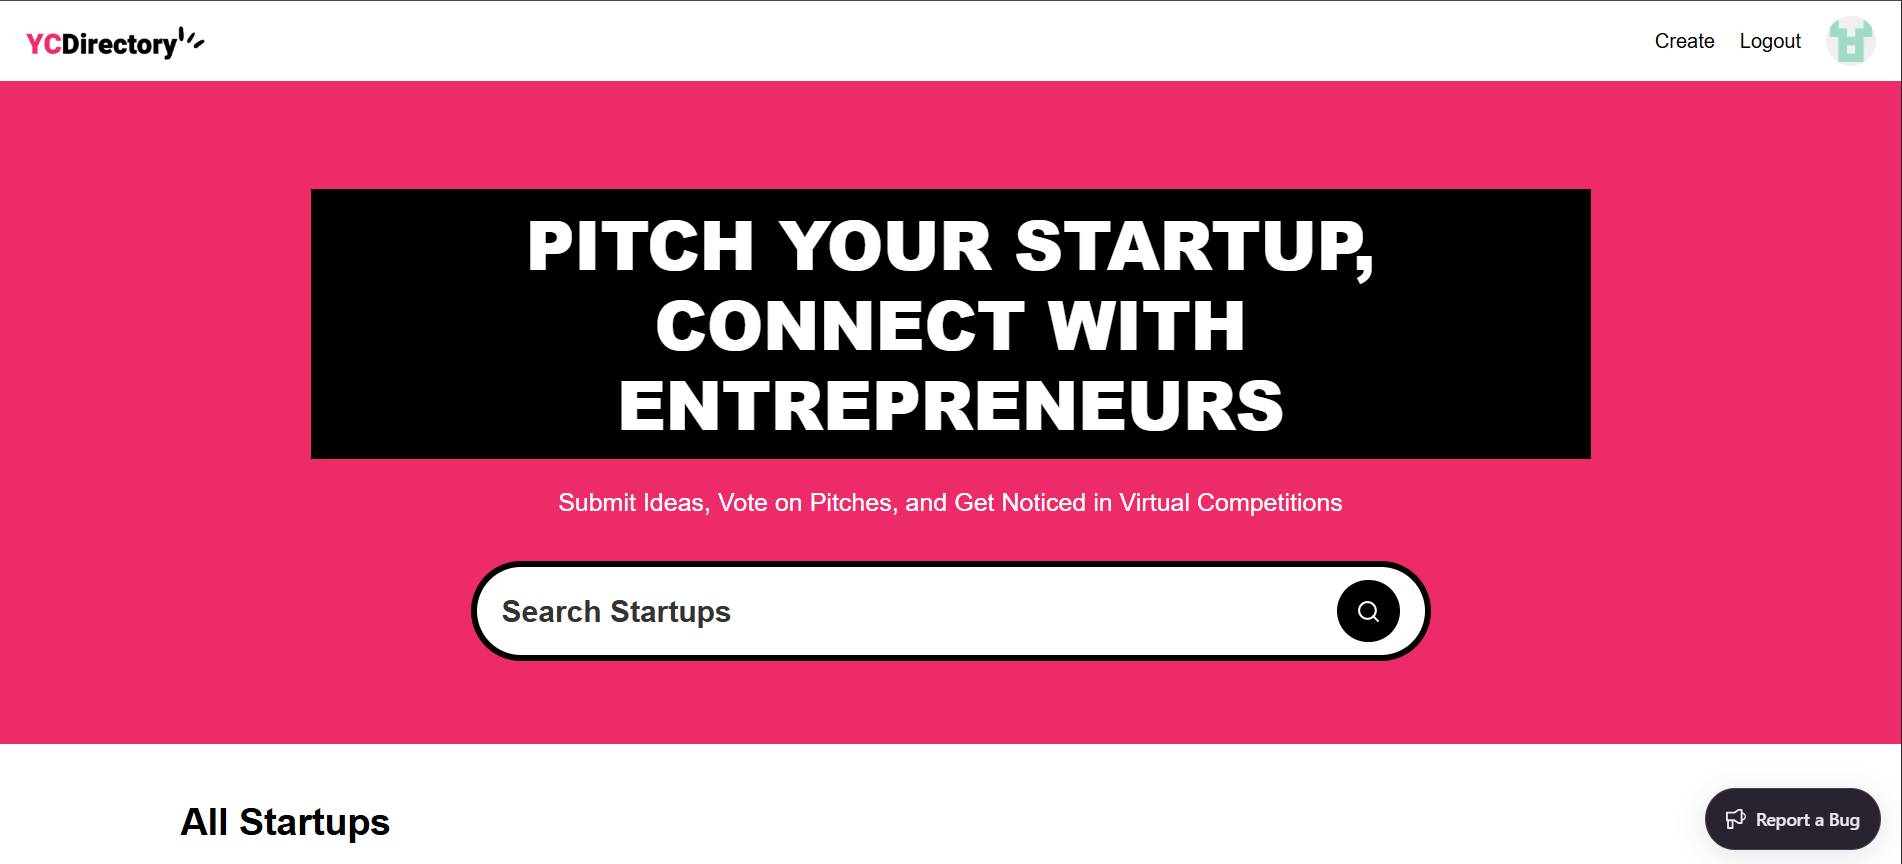 YCDirectory
Create Logout
PITCH YOUR STARTUP,
CONNECT WITH
ENTREPRENEURS
Submit Ideas, Vote on Pitches, and Get Noticed in Virtual Competitions
Search Startups
All Startups
Report a Bug